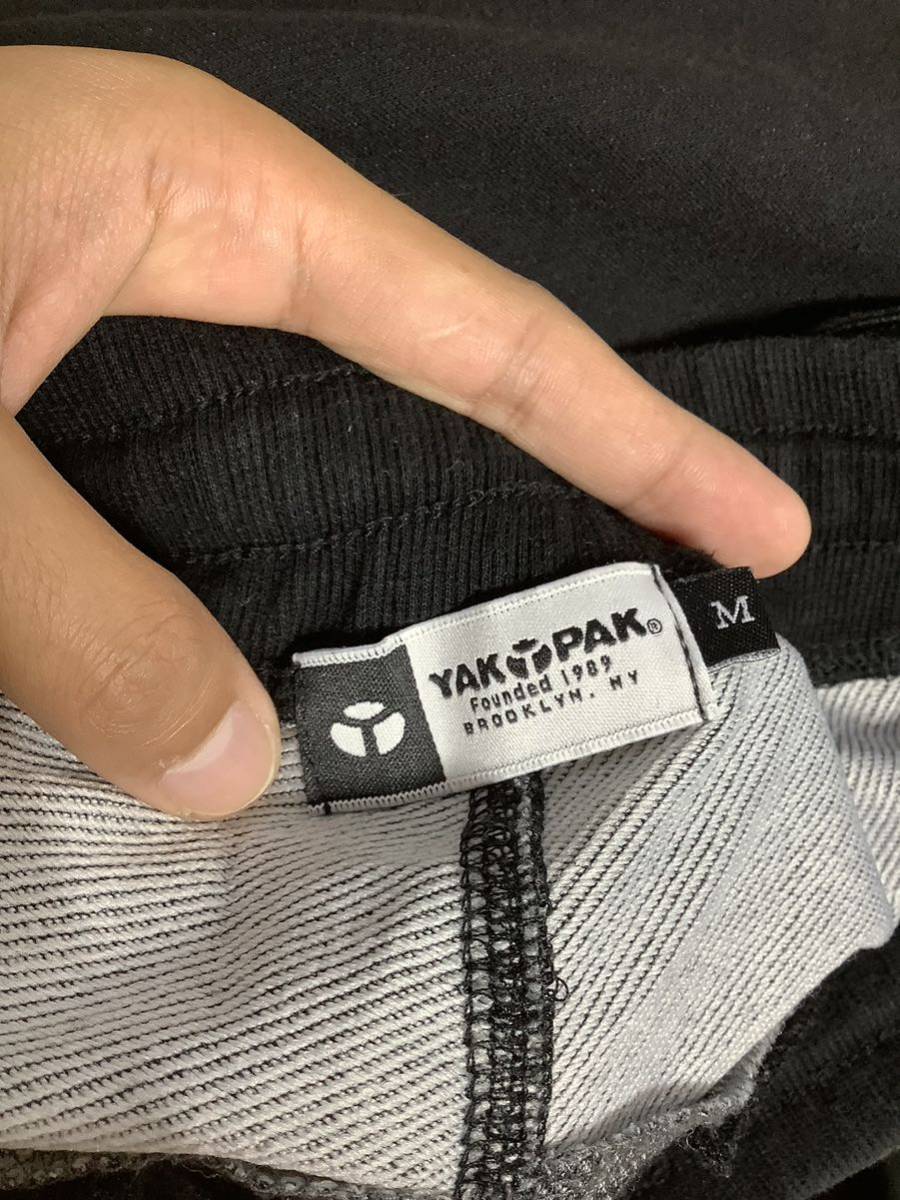 YAK PAK®
Founded 1989
BROOKLYN. NY
M